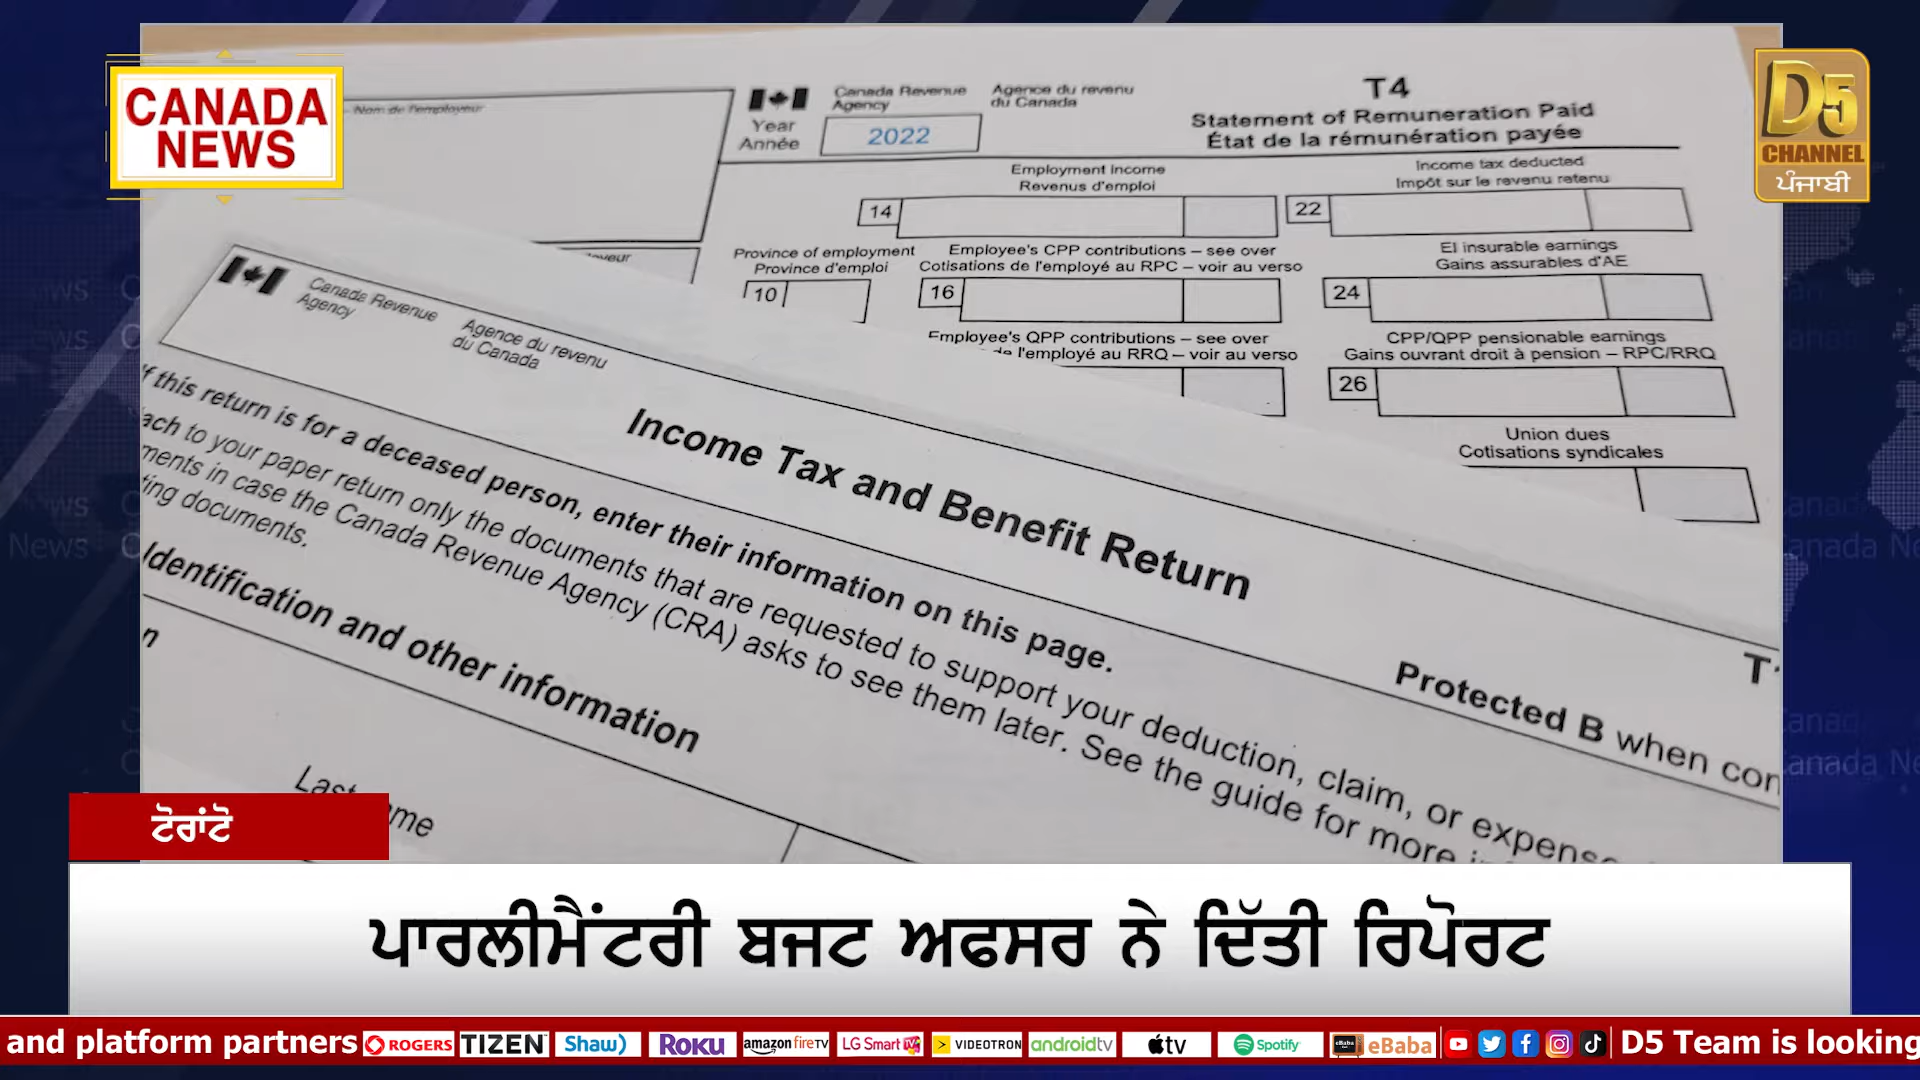 CANADA
NEWS
D5
CHANNEL
ਪੰਜਾਬੀ
Nom de l'employeur
Canada Revenue
Agency
Agence du revenu
du Canada
Year
Année
2022
T4
Statement of Remuneration Paid
État de la rémunération payée
Employment income
Revenus d'emploi
14
Income tax deducted
Impôt sur le revenu retenu
22
Province of employment
Province d'emploi
10
Employee's CPP contributions – see over
Cotisations de l'employé au RPC – voir au verso
16
EI insurable earnings
Gains assurables d'AE
24
Employee's QPP contributions – see over
de l'employé au RRQ – voir au verso
CPP/QPP pensionable earnings
Gains ouvrant droit à pension – RPC/RRQ
26
Union dues
Cotisations syndicales
Canada Revenue
Agency
Agence du revenu
du Canada
Income Tax and Benefit Return
If this return is for a deceased person, enter their information on this page.
ach to your paper return only the documents that are requested to support your deduction, claim, or expense
ments in case the Canada Revenue Agency (CRA) asks to see them later. See the guide for more
ting documents.
Protected B when con
Identification and other information
Last
ame
ਟੋਰਾਂਟੋ
ਪਾਰਲੀਮੈਂਟਰੀ ਬਜਟ ਅਫਸਰ ਨੇ ਦਿੱਤੀ ਰਿਪੋਰਟ
and platform partners ROGERS TIZEN Shaw) ROKU amazon fireTV LG Smart TV VIDEOTRON androidtv tv Spotify eBaba D5 Team is looking